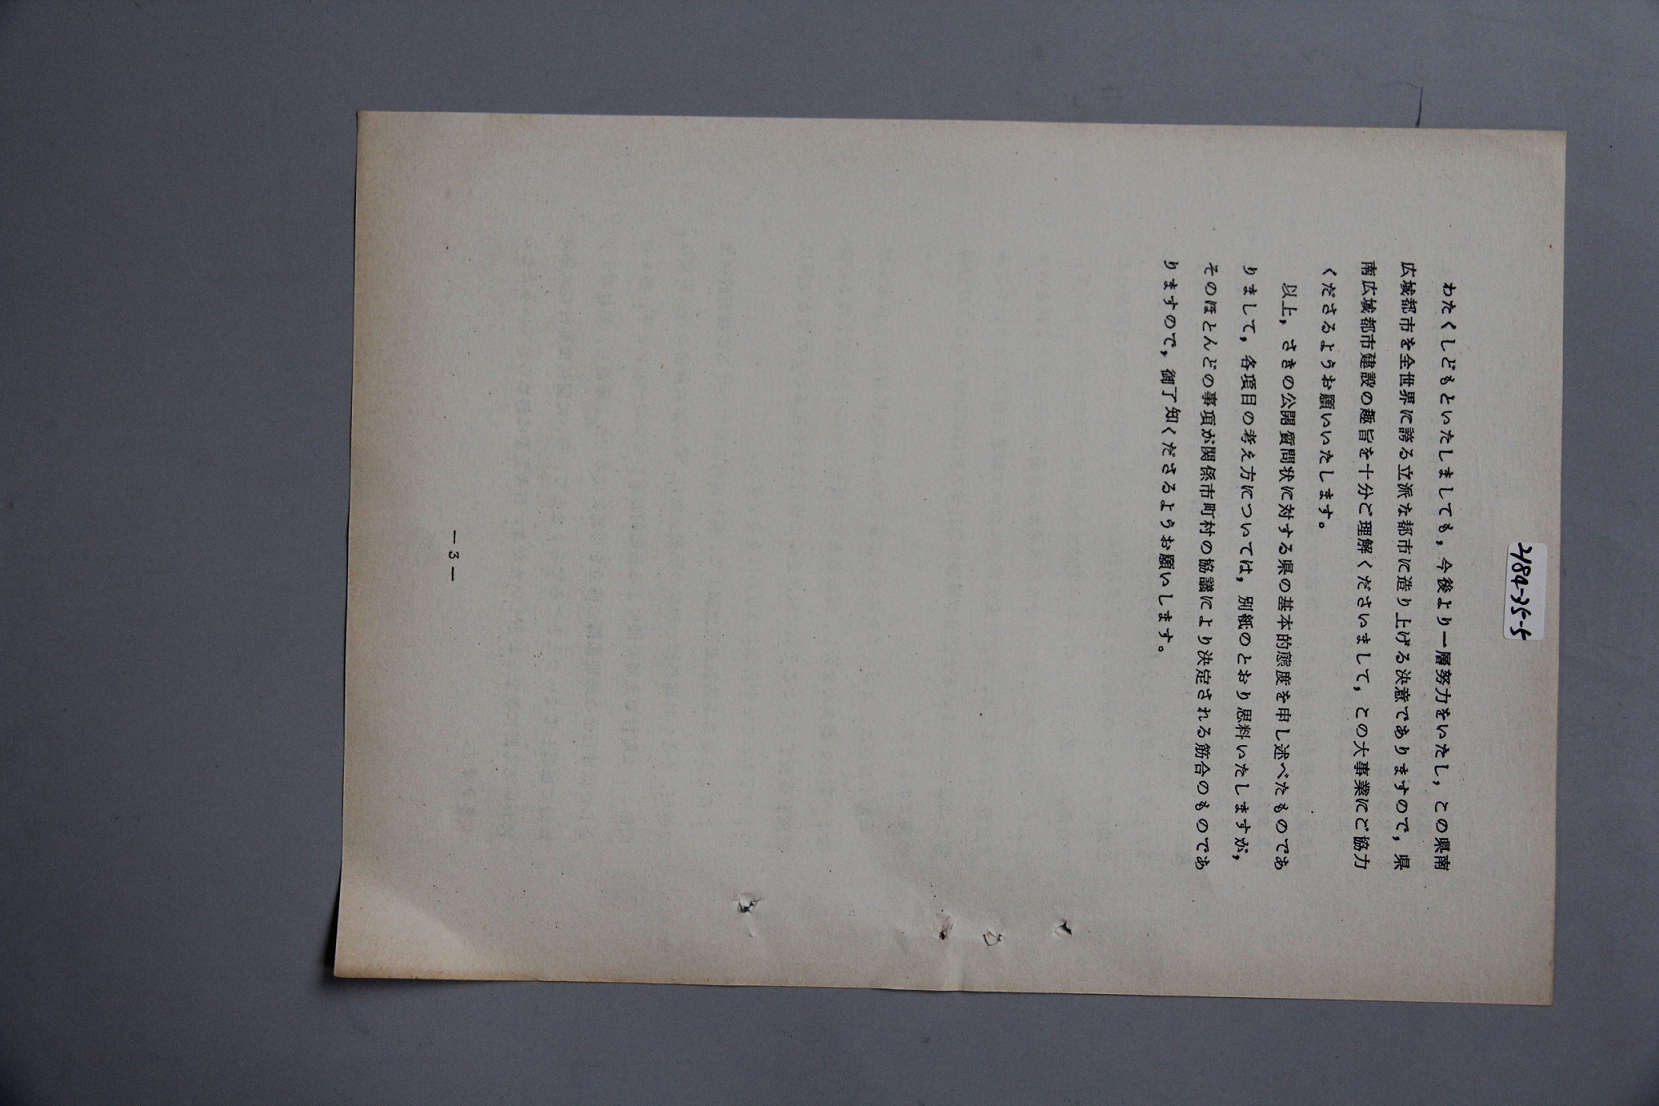 4184-35-5
わたくしどもといたしましても，今後より一層努力をいたし，この県南
広域都市を全世界に誇る立派な都市に造り上げる決意でありますので，県
南広域都市建設の趣旨を十分ご理解くださいまして，この大事業にご協力
くださるようお願いいたします。
以上，さきの公開質問状に対する県の基本的態度を申し述べたものであ
りまして，各項目の考え方については，別紙のとおり思料いたしますが，
そのほとんどの事項が関係市町村の協議により決定される筋合のものであ
りますので，御了知くださるようお願いします。
— 3 —